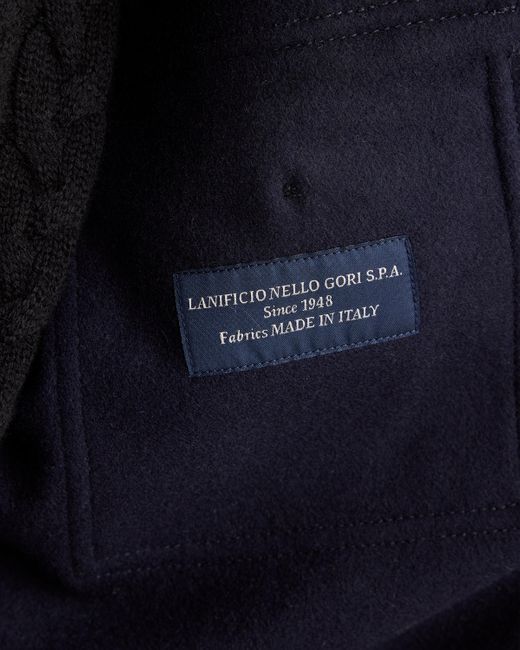 LANIFICIO NELLO GORI S.P.A.
Since 1948
Fabrics MADE IN ITALY